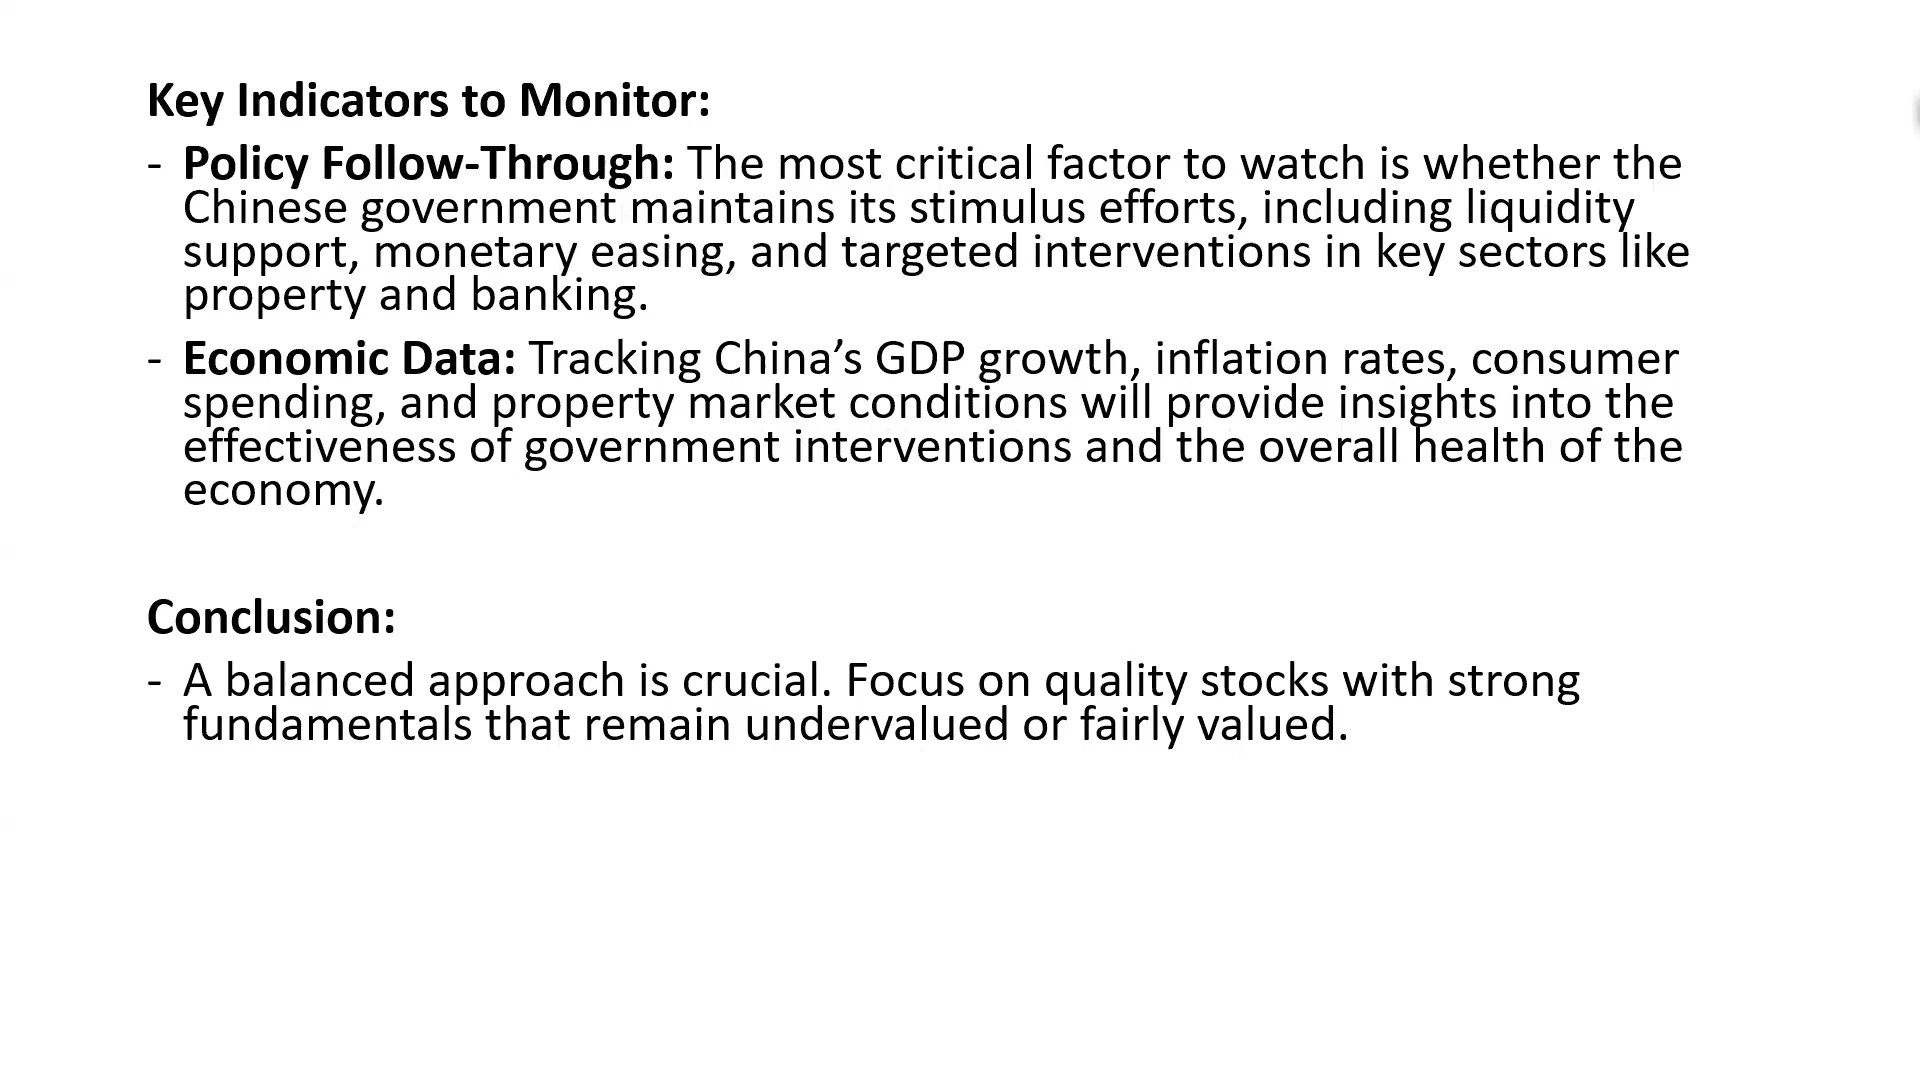 Key Indicators to Monitor:
- Policy Follow-Through: The most critical factor to watch is whether the
Chinese government maintains its stimulus efforts, including liquidity
support, monetary easing, and targeted interventions in key sectors like
property and banking.
- Economic Data: Tracking China’s GDP growth, inflation rates, consumer
spending, and property market conditions will provide insights into the
effectiveness of government interventions and the overall health of the
economy.
Conclusion:
- A balanced approach is crucial. Focus on quality stocks with strong
fundamentals that remain undervalued or fairly valued.